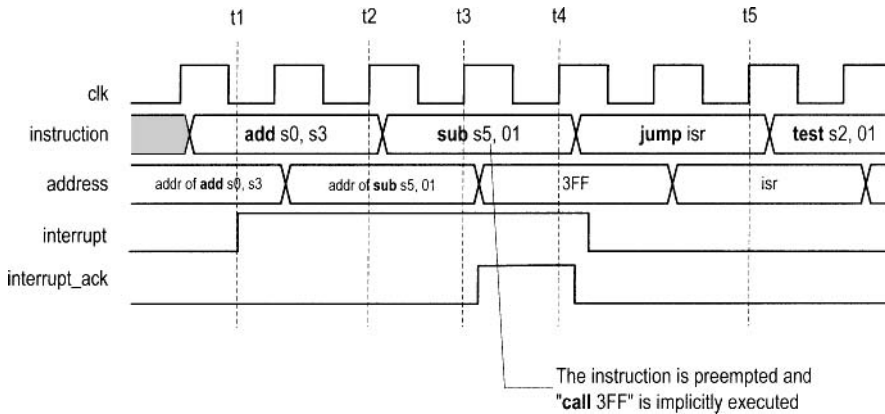 t1 t2 t3 t4 t5
clk
instruction add s0, s3 sub s5, 01 jump isr test s2, 01
address addr of add s0, s3 addr of sub s5, 01 3FF isr
interrupt
interrupt_ack
The instruction is preempted and
"call 3FF" is implicitly executed